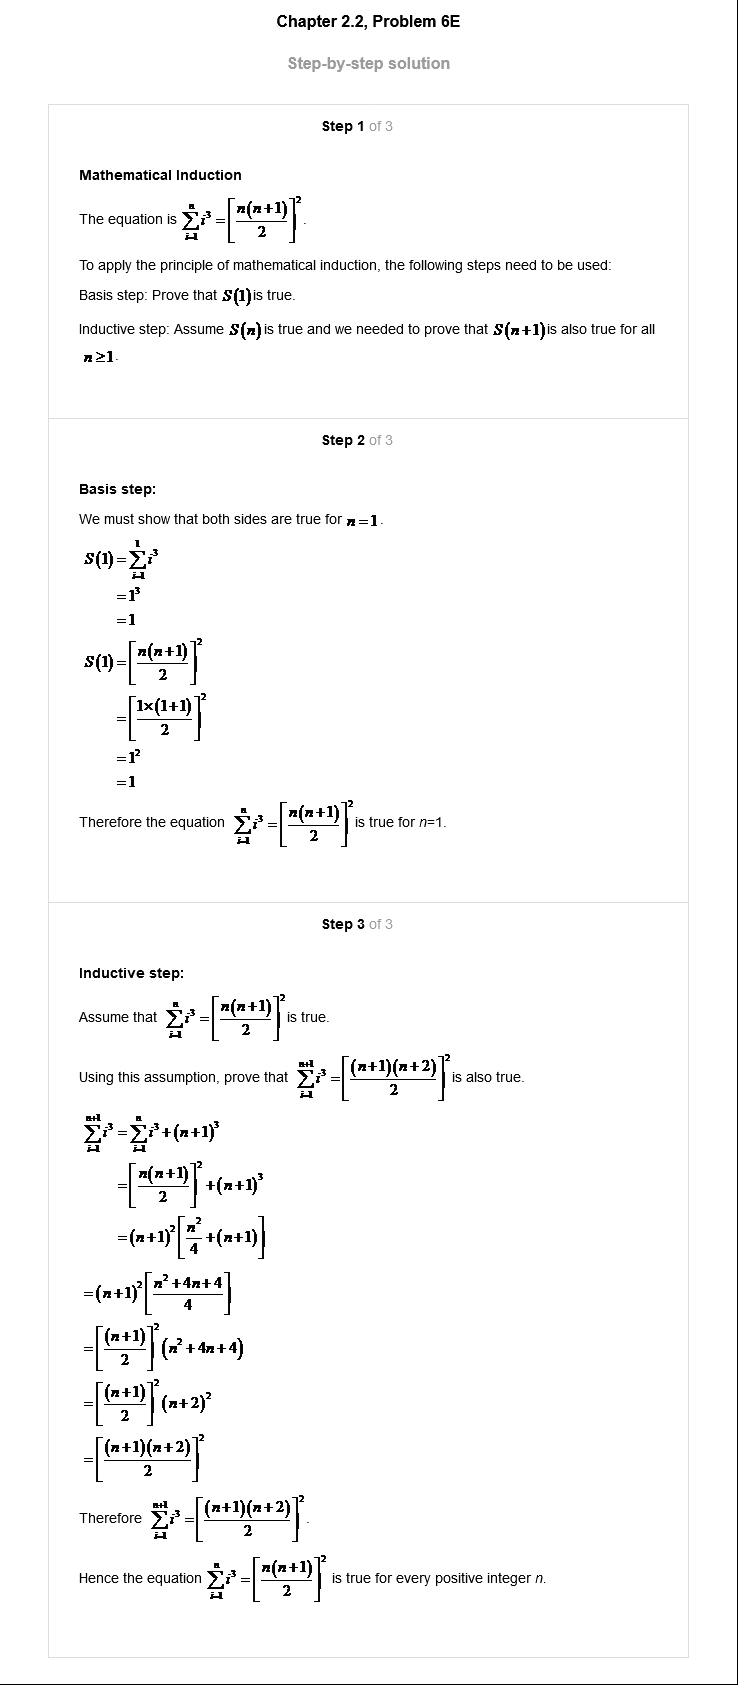 Chapter 2.2, Problem 6E
Step-by-step solution
Step 1 of 3
Mathematical Induction
The equation is \sum_{i=1}^{n} i^3 = \left[\frac{n(n+1)}{2}\right]^2.
To apply the principle of mathematical induction, the following steps need to be used:
Basis step: Prove that S(1) is true.
Inductive step: Assume S(n) is true and we needed to prove that S(n+1) is also true for all
n≥1.
Step 2 of 3
Basis step:
We must show that both sides are true for n=1.
S(1) = \sum_{i=1}^{1} i^3
=1^3
=1
S(1) = \left[\frac{n(n+1)}{2}\right]^2
= \left[\frac{1×(1+1)}{2}\right]^2
=1^2
=1
Therefore the equation \sum_{i=1}^{n} i^3 = \left[\frac{n(n+1)}{2}\right]^2 is true for n=1.
Step 3 of 3
Inductive step:
Assume that \sum_{i=1}^{n} i^3 = \left[\frac{n(n+1)}{2}\right]^2 is true.
Using this assumption, prove that \sum_{i=1}^{n+1} i^3 = \left[\frac{(n+1)(n+2)}{2}\right]^2 is also true.
\sum_{i=1}^{n+1} i^3 = \sum_{i=1}^{n} i^3 + (n+1)^3
= \left[\frac{n(n+1)}{2}\right]^2 + (n+1)^3
= (n+1)^2 \left[\frac{n^2}{4} + (n+1)\right]
= (n+1)^2 \left[\frac{n^2+4n+4}{4}\right]
= \left[\frac{(n+1)}{2}\right]^2 (n^2+4n+4)
= \left[\frac{(n+1)}{2}\right]^2 (n+2)^2
= \left[\frac{(n+1)(n+2)}{2}\right]^2
Therefore \sum_{i=1}^{n+1} i^3 = \left[\frac{(n+1)(n+2)}{2}\right]^2.
Hence the equation \sum_{i=1}^{n} i^3 = \left[\frac{n(n+1)}{2}\right]^2 is true for every positive integer n.